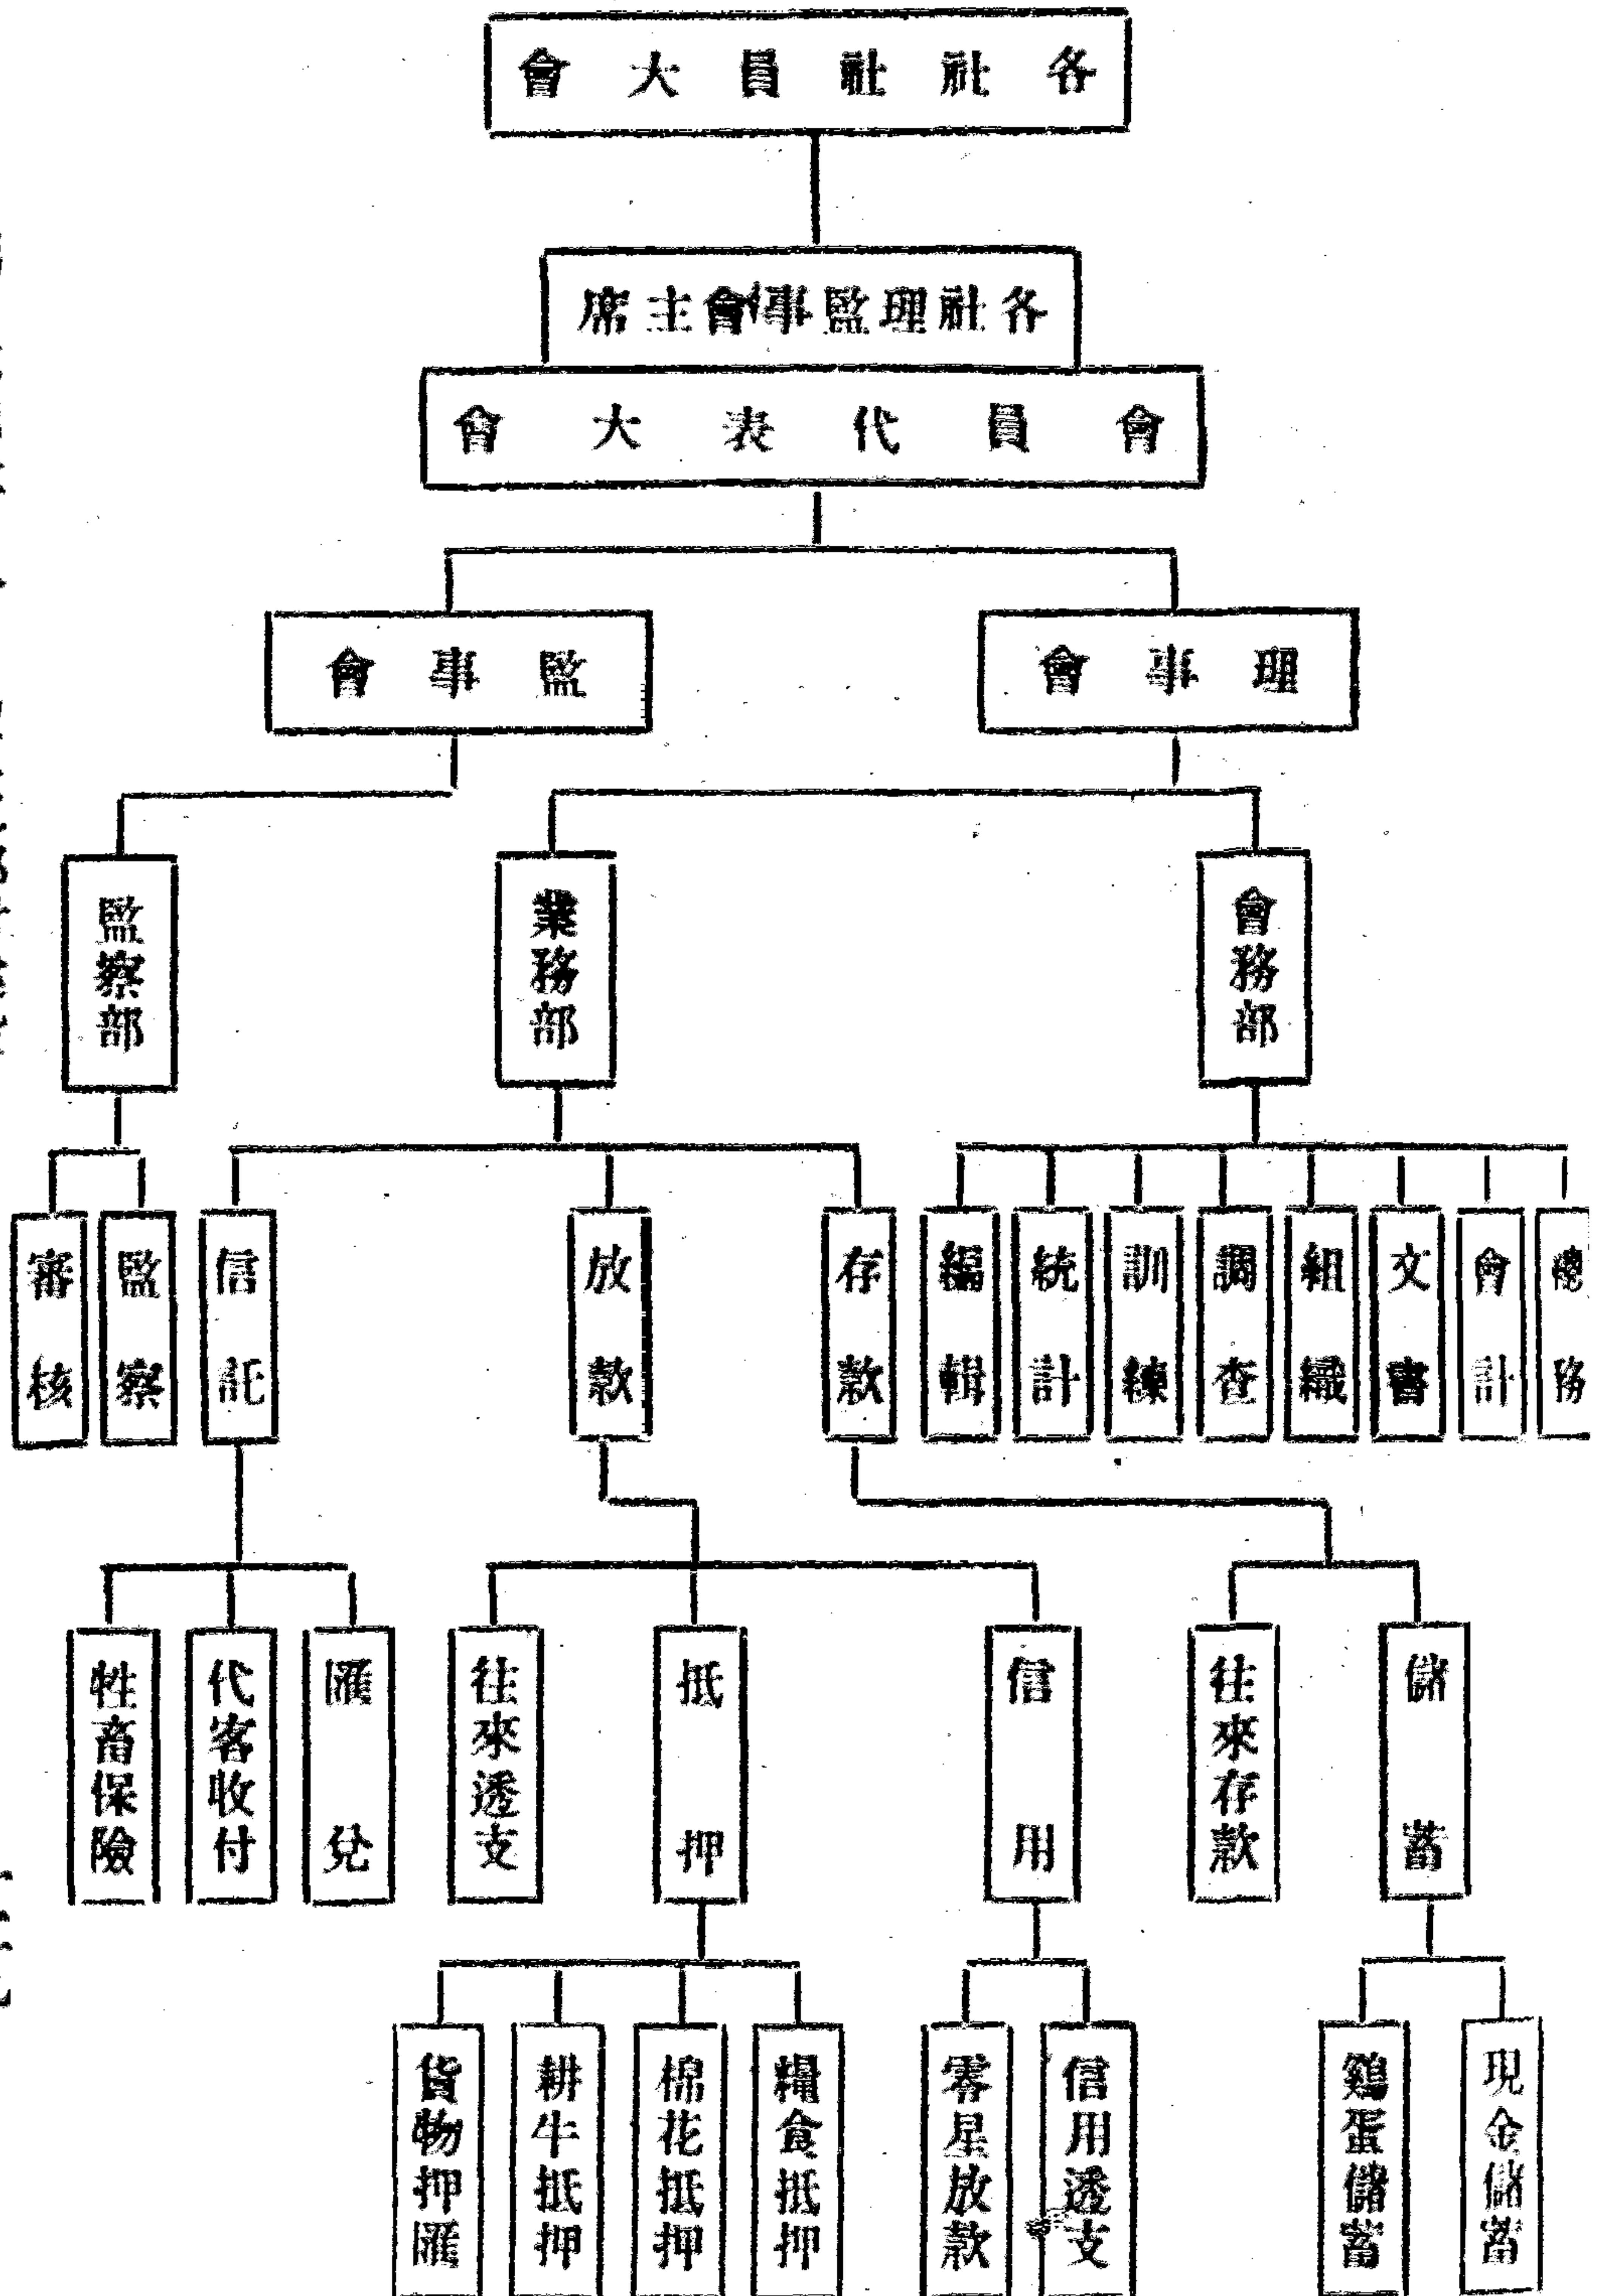 各社社員大會
各社理監事會主席
會員代表大會
理事會
監事會
會務部
業務部
監察部
總務
會計
文書
組織
調查
訓練
統計
編輯
存款
放款
信託
監察
審核
儲蓄
往來存款
信用
抵押
往來透支
匯兌
代客收付
牲畜保險
現金儲蓄
鷄蛋儲蓄
信用透支
零星放款
糧食抵押
棉花抵押
耕牛抵押
貨物押匯